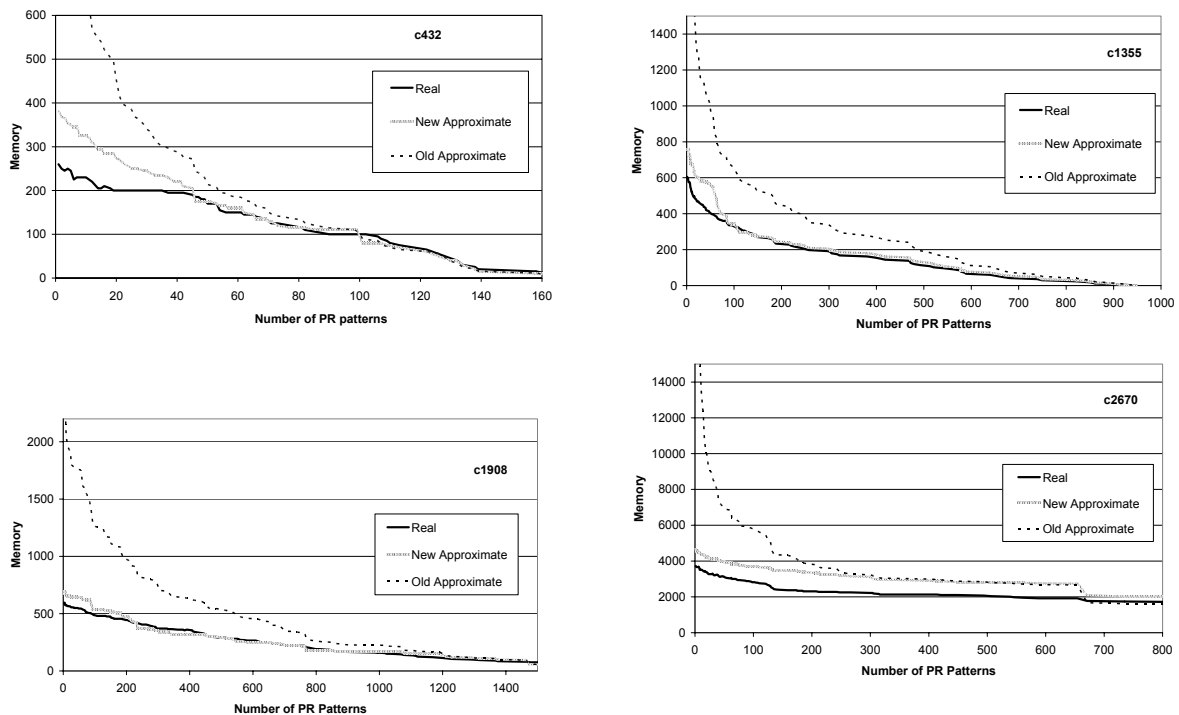 c432
600
500
400
300
200
100
0
Memory
Real
New Approximate
Old Approximate
0 20 40 60 80 100 120 140 160
Number of PR patterns
c1355
1400
1200
1000
800
600
400
200
0
Memory
Real
New Approximate
Old Approximate
0 100 200 300 400 500 600 700 800 900 1000
Number of PR Patterns
c1908
2000
1500
1000
500
0
Memory
Real
New Approximate
Old Approximate
0 200 400 600 800 1000 1200 1400
Number of PR Patterns
c2670
14000
12000
10000
8000
6000
4000
2000
0
Memory
Real
New Approximate
Old Approximate
0 100 200 300 400 500 600 700 800
Number of PR Patterns